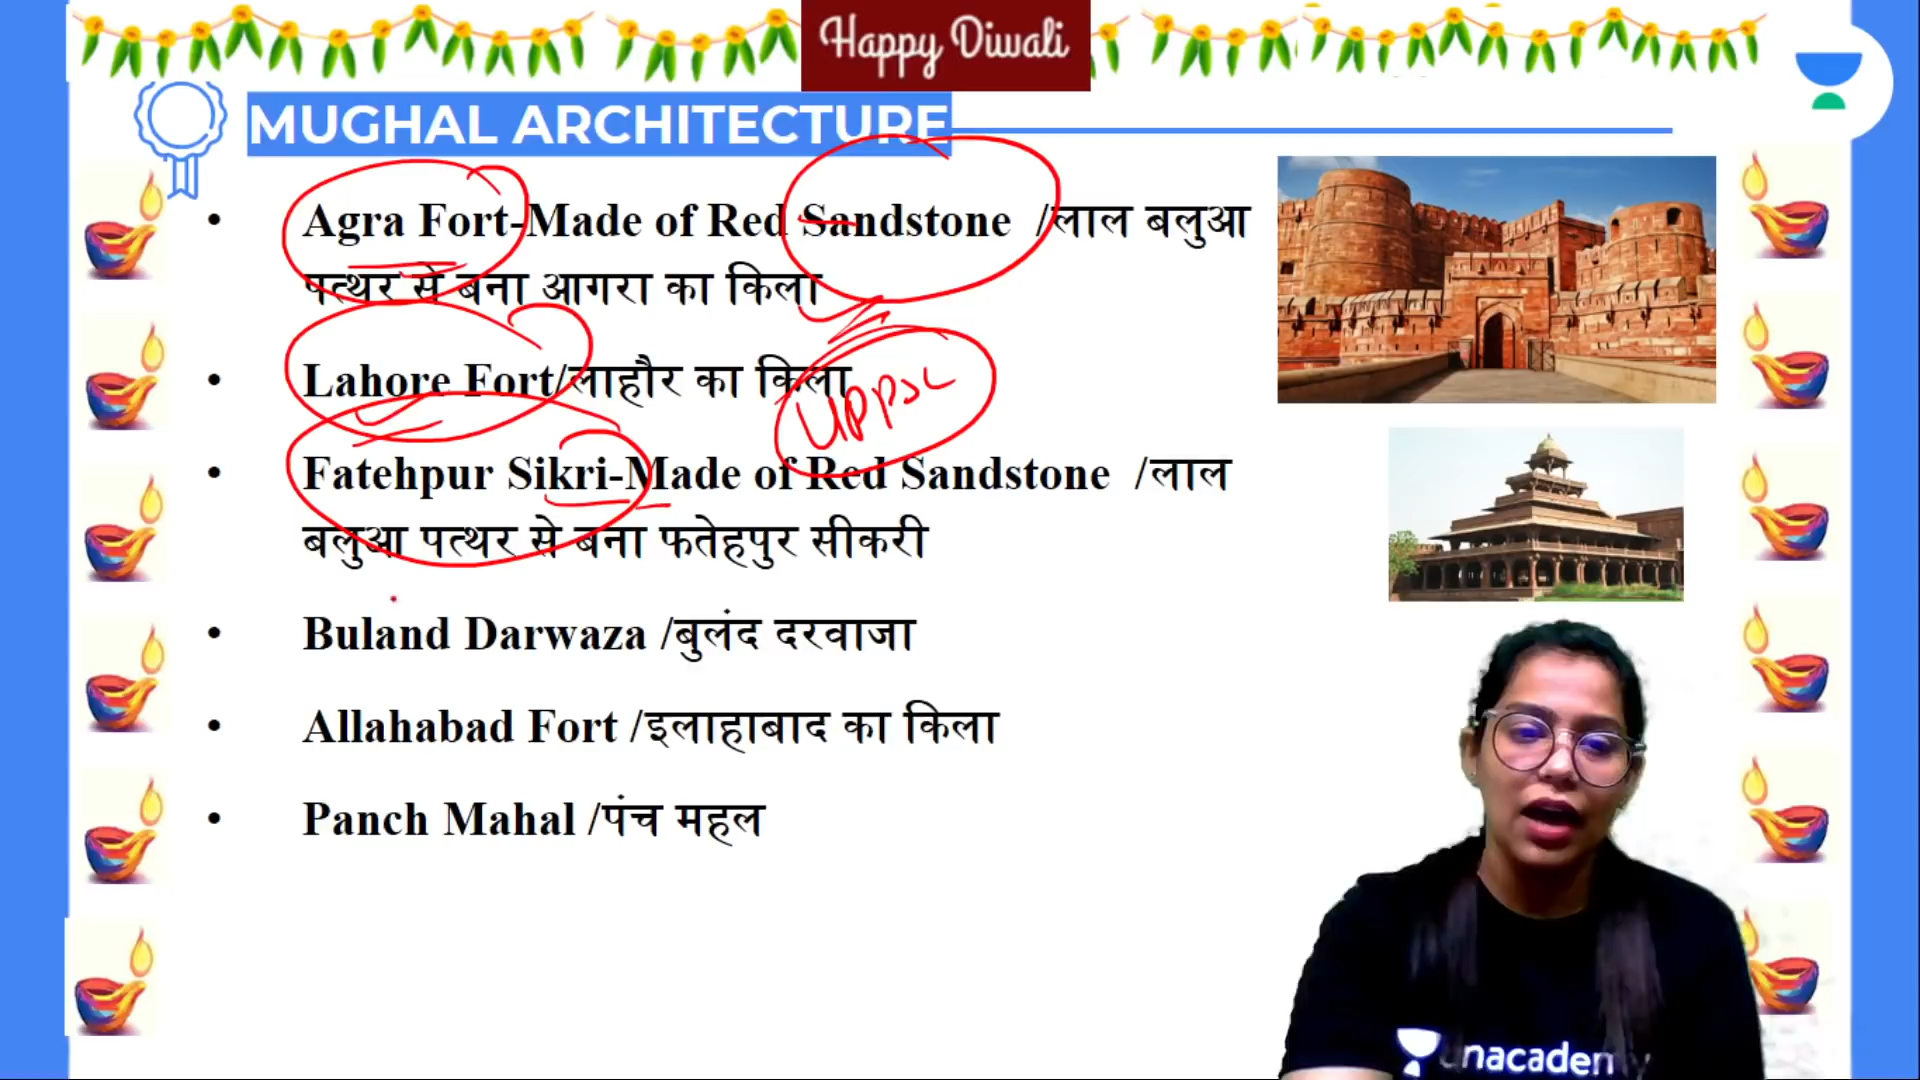 Happy Diwali
MUGHAL ARCHITECTURE
• Agra Fort-Made of Red Sandstone /लाल बलुआ
पत्थर से बना आगरा का किला
• Lahore Fort/लाहौर का किला
UPPSC
• Fatehpur Sikri-Made of Red Sandstone /लाल
बलुआ पत्थर से बना फतेहपुर सीकरी
• Buland Darwaza /बुलंद दरवाजा
• Allahabad Fort /इलाहाबाद का किला
• Panch Mahal /पंच महल
unacademy